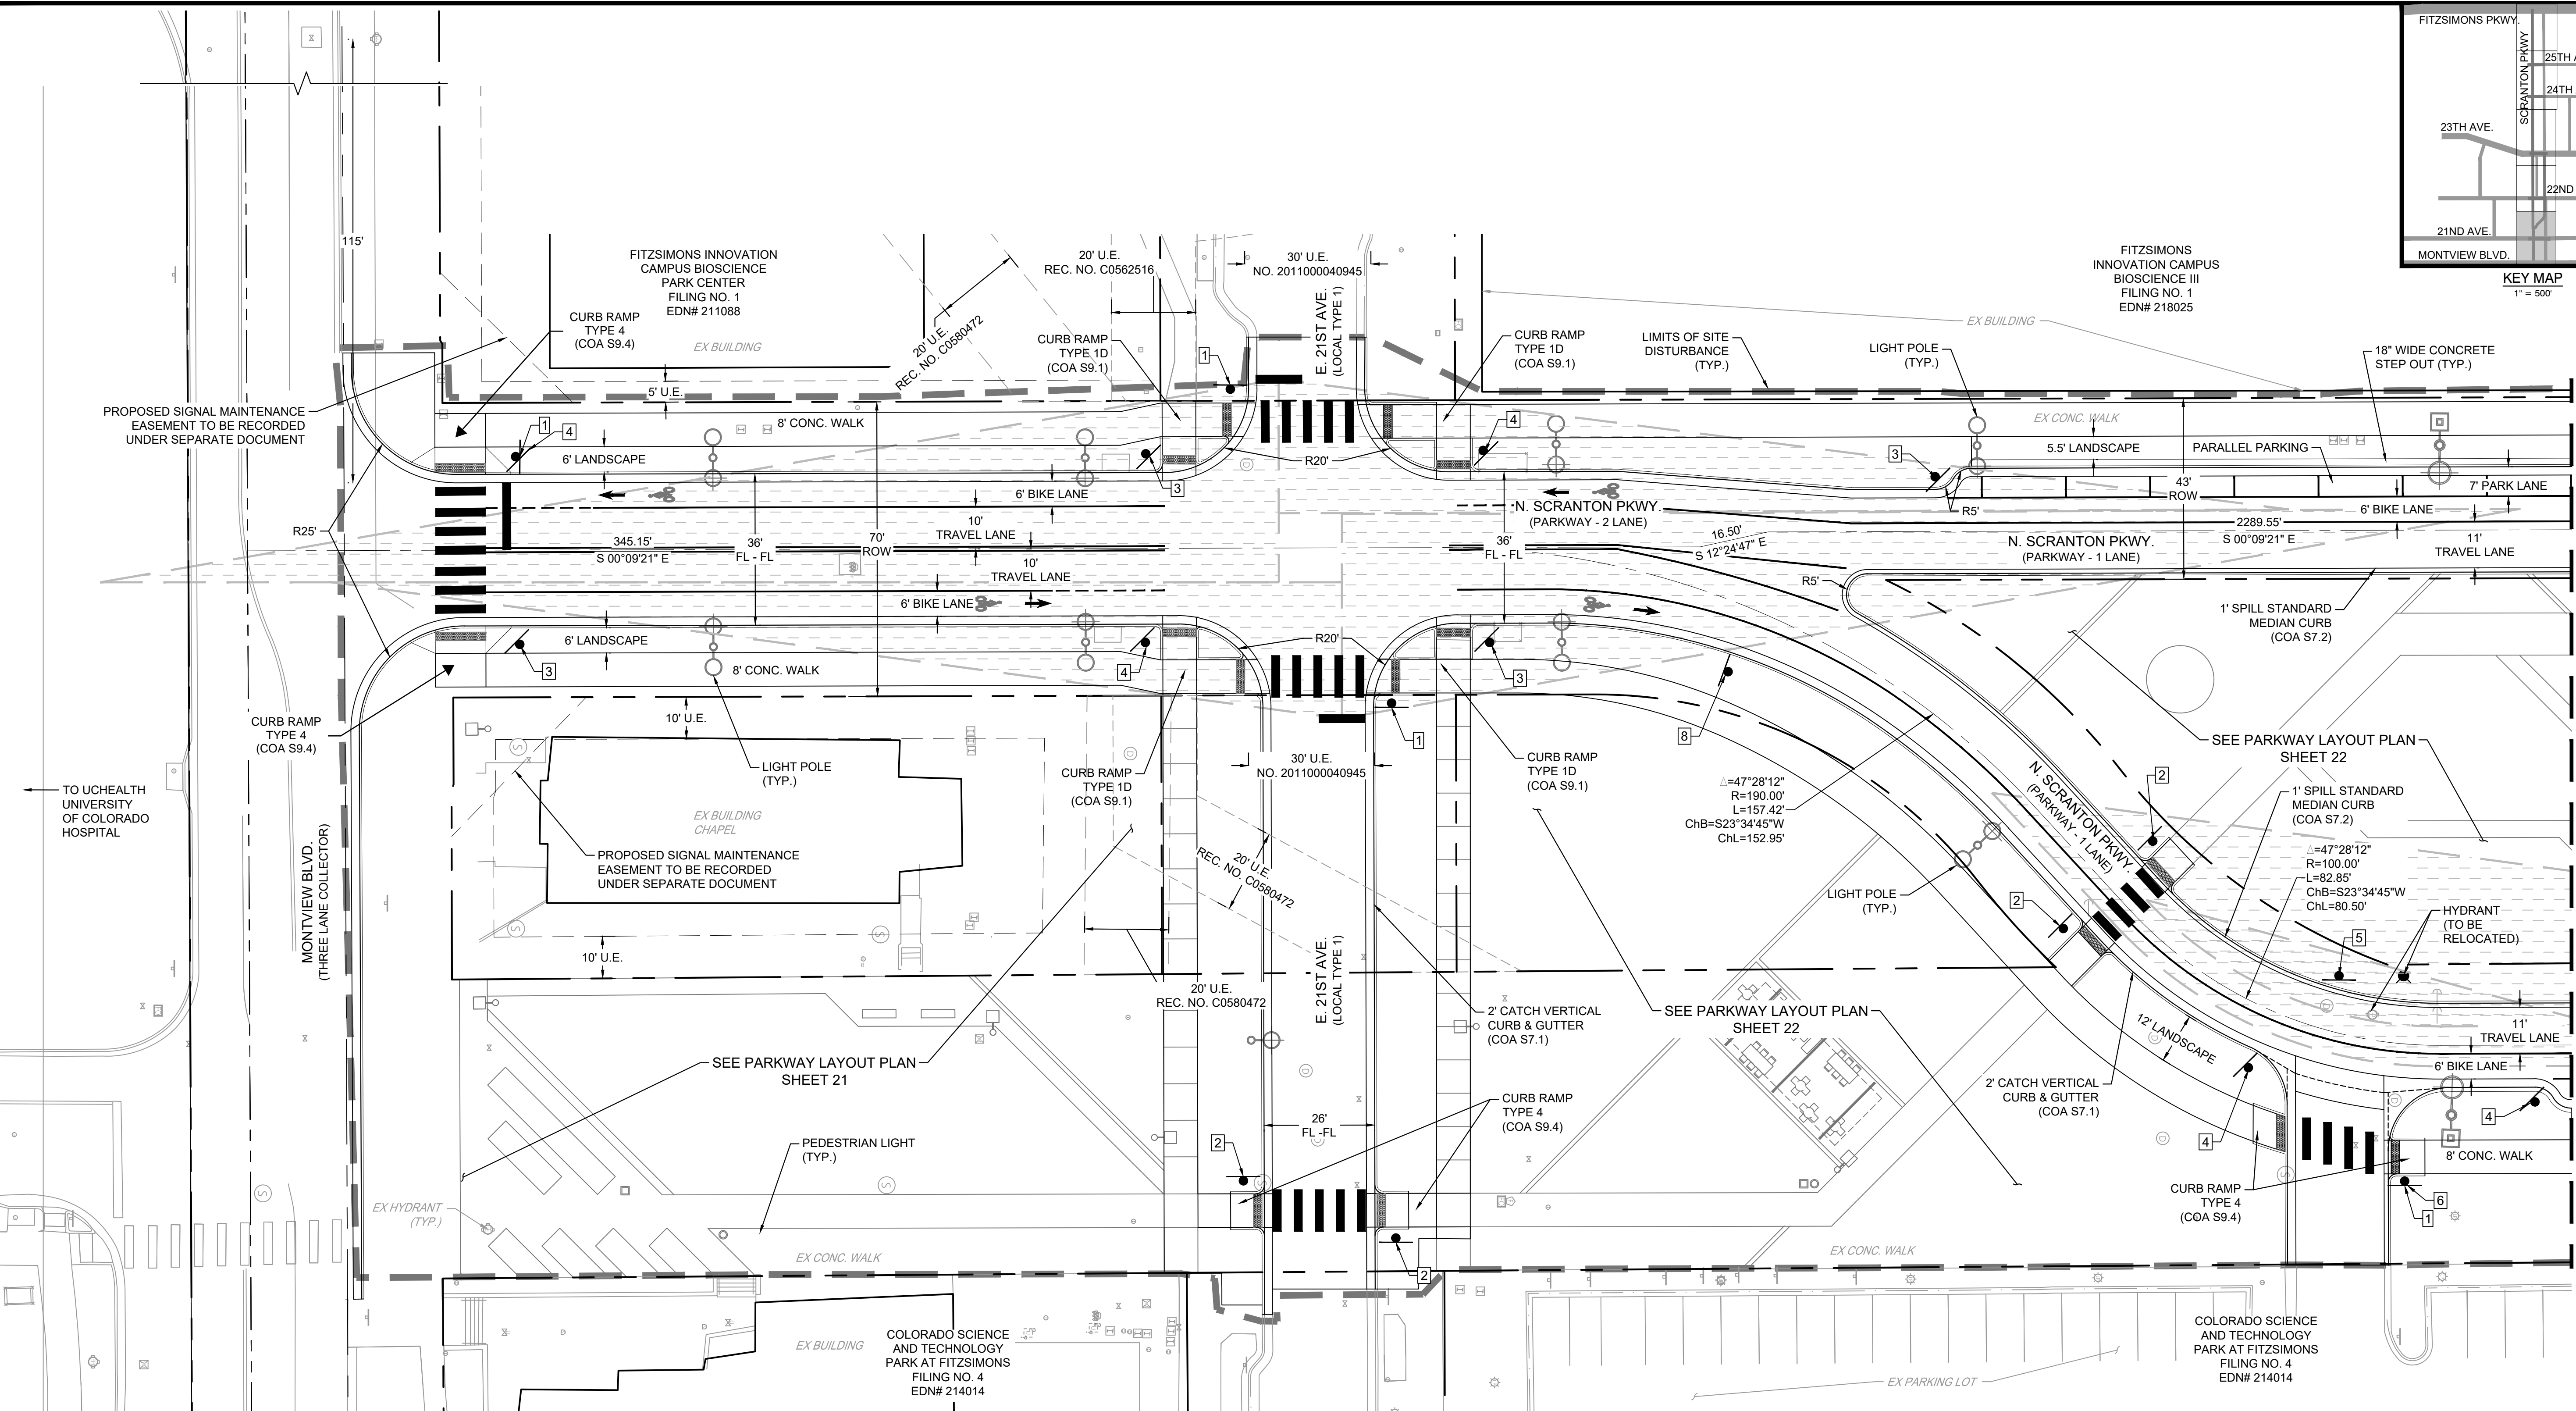 FITZSIMONS PKWY.
SCRANTON PKWY
25TH A
24TH
23TH AVE.
22ND
21ND AVE.
MONTVIEW BLVD.
KEY MAP
1" = 500'
115'
FITZSIMONS INNOVATION
CAMPUS BIOSCIENCE
PARK CENTER
FILING NO. 1
EDN# 211088
EX BUILDING
CURB RAMP
TYPE 4
(COA S9.4)
20' U.E.
REC. NO. C0580472
20' U.E.
REC. NO. C0562516
30' U.E.
NO. 2011000040945
E. 21ST AVE.
(LOCAL TYPE 1)
CURB RAMP
TYPE 1D
(COA S9.1)
1
CURB RAMP
TYPE 1D
(COA S9.1)
LIMITS OF SITE
DISTURBANCE
(TYP.)
LIGHT POLE
(TYP.)
EX BUILDING
FITZSIMONS
INNOVATION CAMPUS
BIOSCIENCE III
FILING NO. 1
EDN# 218025
18" WIDE CONCRETE
STEP OUT (TYP.)
PROPOSED SIGNAL MAINTENANCE
EASEMENT TO BE RECORDED
UNDER SEPARATE DOCUMENT
5' U.E.
8' CONC. WALK
1
4
6' LANDSCAPE
3
R20'
4
EX CONC. WALK
5.5' LANDSCAPE
PARALLEL PARKING
3
43'
ROW
7' PARK LANE
R5'
6' BIKE LANE
R25'
6' BIKE LANE
10'
TRAVEL LANE
345.15'
S 00°09'21" E
36'
FL - FL
70'
ROW
10'
TRAVEL LANE
6' BIKE LANE
N. SCRANTON PKWY.
(PARKWAY - 2 LANE)
36'
FL - FL
16.50'
S 12°24'47" E
N. SCRANTON PKWY.
(PARKWAY - 1 LANE)
2289.55'
S 00°09'21" E
11'
TRAVEL LANE
R5'
1' SPILL STANDARD
MEDIAN CURB
(COA S7.2)
6' LANDSCAPE
3
8' CONC. WALK
4
R20'
3
CURB RAMP
TYPE 4
(COA S9.4)
10' U.E.
LIGHT POLE
(TYP.)
CURB RAMP
TYPE 1D
(COA S9.1)
30' U.E.
NO. 2011000040945
1
CURB RAMP
TYPE 1D
(COA S9.1)
8
△=47°28'12"
R=190.00'
L=157.42'
ChB=S23°34'45"W
ChL=152.95'
SEE PARKWAY LAYOUT PLAN
SHEET 22
N. SCRANTON PKWY.
(PARKWAY - 1 LANE)
2
1' SPILL STANDARD
MEDIAN CURB
(COA S7.2)
△=47°28'12"
R=100.00'
L=82.85'
ChB=S23°34'45"W
ChL=80.50'
HYDRANT
(TO BE
RELOCATED)
5
TO UCHEALTH
UNIVERSITY
OF COLORADO
HOSPITAL
MONTVIEW BLVD.
(THREE LANE COLLECTOR)
EX BUILDING
CHAPEL
PROPOSED SIGNAL MAINTENANCE
EASEMENT TO BE RECORDED
UNDER SEPARATE DOCUMENT
10' U.E.
20' U.E.
REC. NO. C0580472
20' U.E.
REC. NO. C0580472
E. 21ST AVE.
(LOCAL TYPE 1)
LIGHT POLE
(TYP.)
2
2' CATCH VERTICAL
CURB & GUTTER
(COA S7.1)
SEE PARKWAY LAYOUT PLAN
SHEET 22
12' LANDSCAPE
11'
TRAVEL LANE
6' BIKE LANE
SEE PARKWAY LAYOUT PLAN
SHEET 21
2' CATCH VERTICAL
CURB & GUTTER
(COA S7.1)
4
4
CURB RAMP
TYPE 4
(COA S9.4)
26'
FL -FL
2
PEDESTRIAN LIGHT
(TYP.)
8' CONC. WALK
CURB RAMP
TYPE 4
(COA S9.4)
6
1
EX HYDRANT
(TYP.)
EX CONC. WALK
2
EX CONC. WALK
EX BUILDING
COLORADO SCIENCE
AND TECHNOLOGY
PARK AT FITZSIMONS
FILING NO. 4
EDN# 214014
EX PARKING LOT
COLORADO SCIENCE
AND TECHNOLOGY
PARK AT FITZSIMONS
FILING NO. 4
EDN# 214014